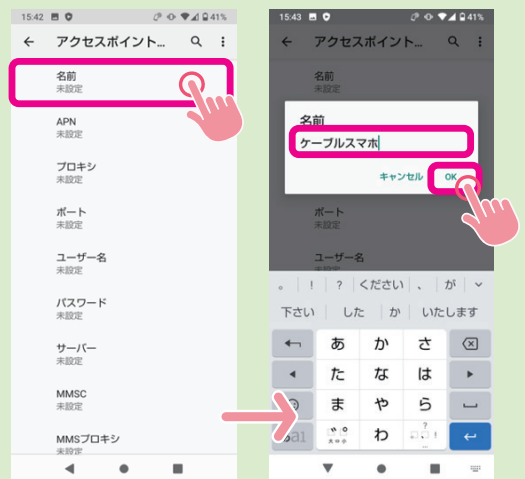 15:42
41%
アクセスポイント...
名前
未設定
APN
未設定
プロキシ
未設定
ポート
未設定
ユーザー名
未設定
パスワード
未設定
サーバー
未設定
MMSC
未設定
MMSプロキシ
未設定
15:43
41%
アクセスポイント...
名前
未設定
名前
ケーブルスマホ
キャンセル
OK
ポート
未設定
ユーザー名
未設定
。 ! ? ください 、 が
下さい した か いたします
あ か さ
た な は
ま や ら
a1
大⇔小
わ